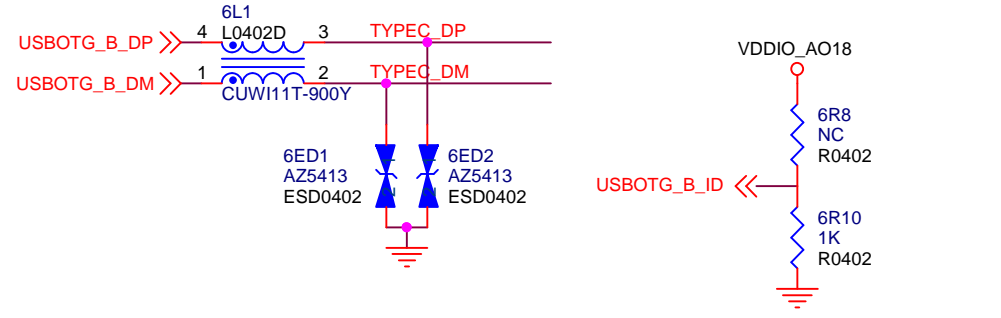 6L1
USBOTG_B_DP 4 L0402D 3 TYPEC_DP
USBOTG_B_DM 1 2 TYPEC_DM
CUWI11T-900Y
VDDIO_AO18
6R8
NC
R0402
6ED1 6ED2
AZ5413 AZ5413
ESD0402 ESD0402
USBOTG_B_ID
6R10
1K
R0402